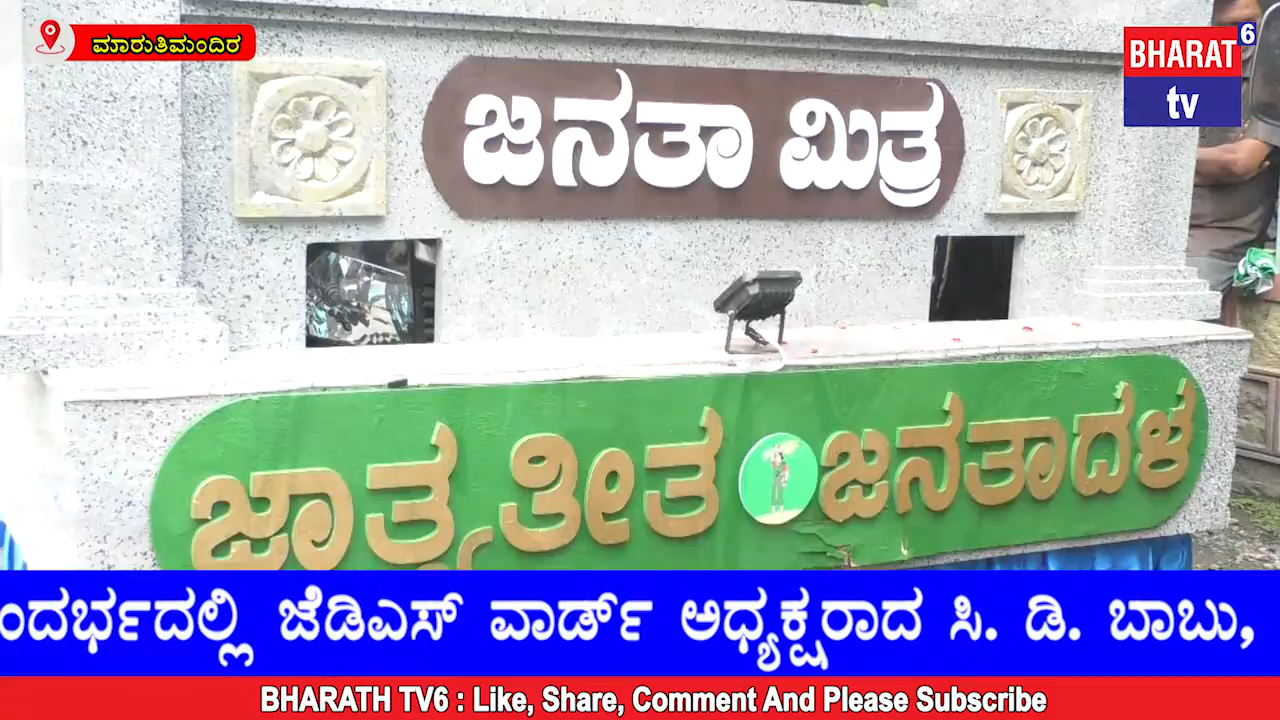 ಮಾರುತಿಮಂದಿರ
BHARAT 6
tv
ಜನತಾ ಮಿತ್ರ
ಜಾತ್ಯತೀತ ಜನತಾದಳ
ಂದರ್ಭದಲ್ಲಿ ಜೆಡಿಎಸ್ ವಾರ್ಡ್ ಅಧ್ಯಕ್ಷರಾದ ಸಿ. ಡಿ. ಬಾಬು,
BHARATH TV6 : Like, Share, Comment And Please Subscribe